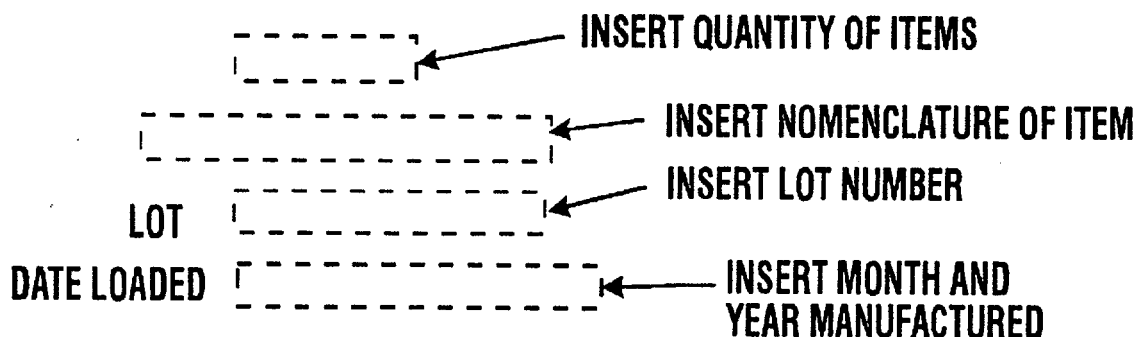 INSERT QUANTITY OF ITEMS
INSERT NOMENCLATURE OF ITEM
INSERT LOT NUMBER
LOT
DATE LOADED
INSERT MONTH AND
YEAR MANUFACTURED